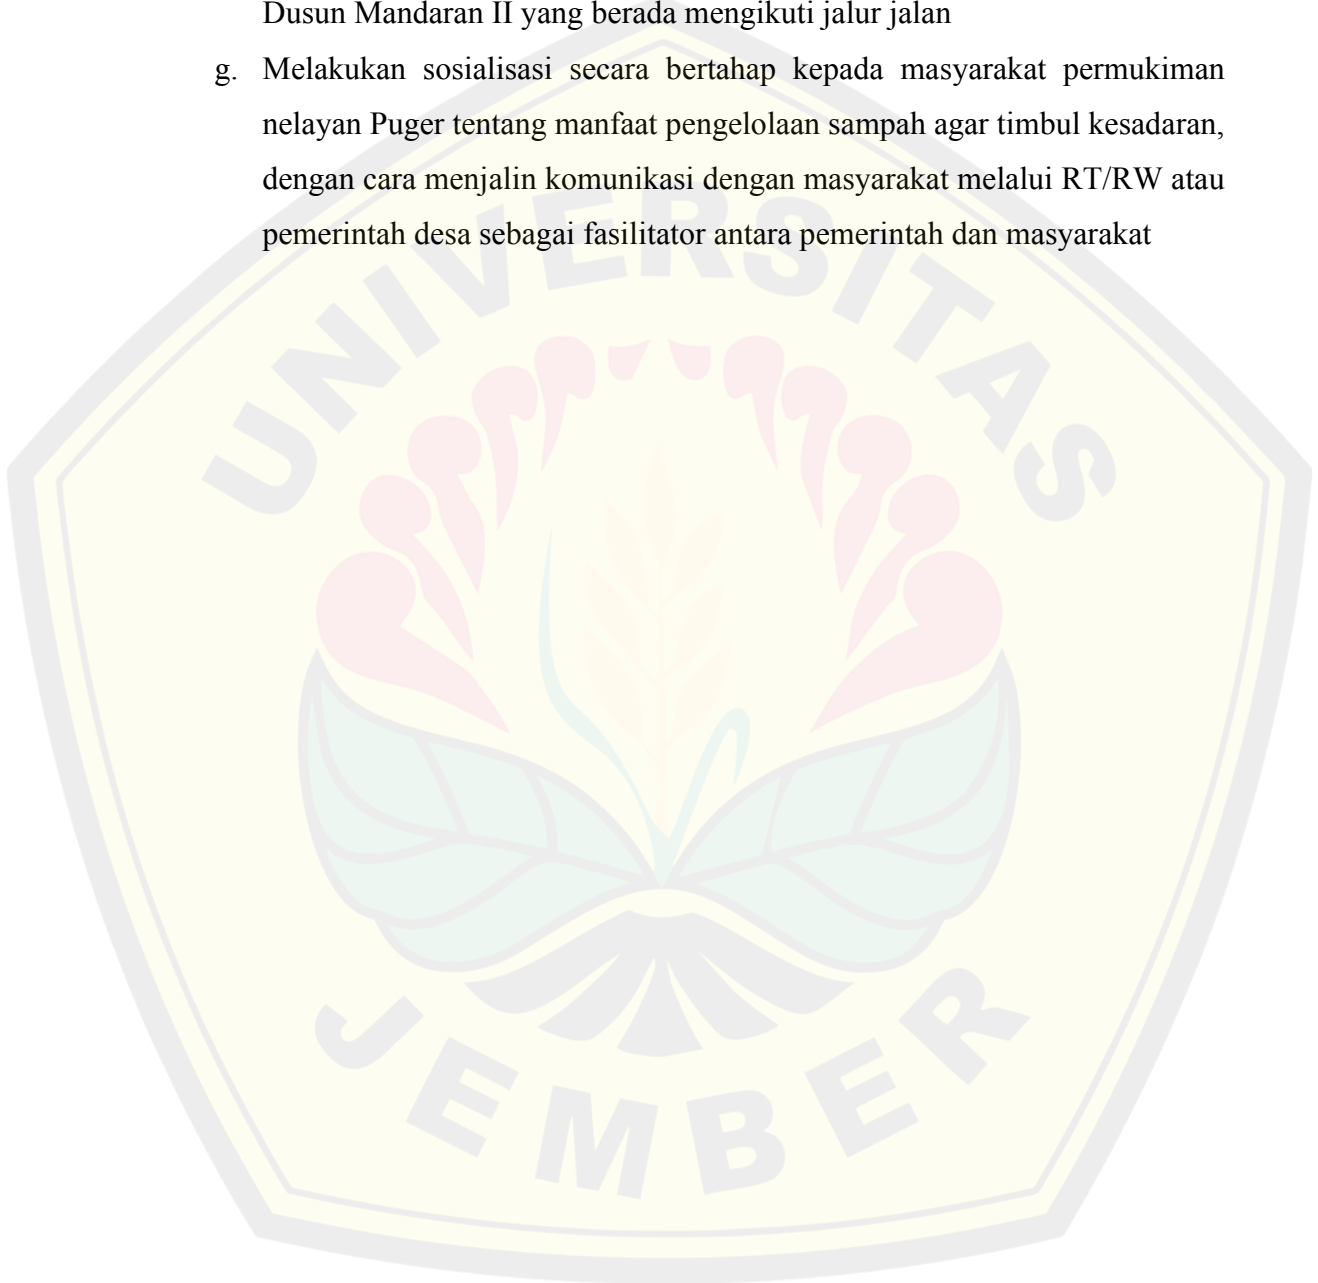 Dusun Mandaran II yang berada mengikuti jalur jalan
g. Melakukan sosialisasi secara bertahap kepada masyarakat permukiman
nelayan Puger tentang manfaat pengelolaan sampah agar timbul kesadaran,
dengan cara menjalin komunikasi dengan masyarakat melalui RT/RW atau
pemerintah desa sebagai fasilitator antara pemerintah dan masyarakat
UNIVERSITAS
JEMBER